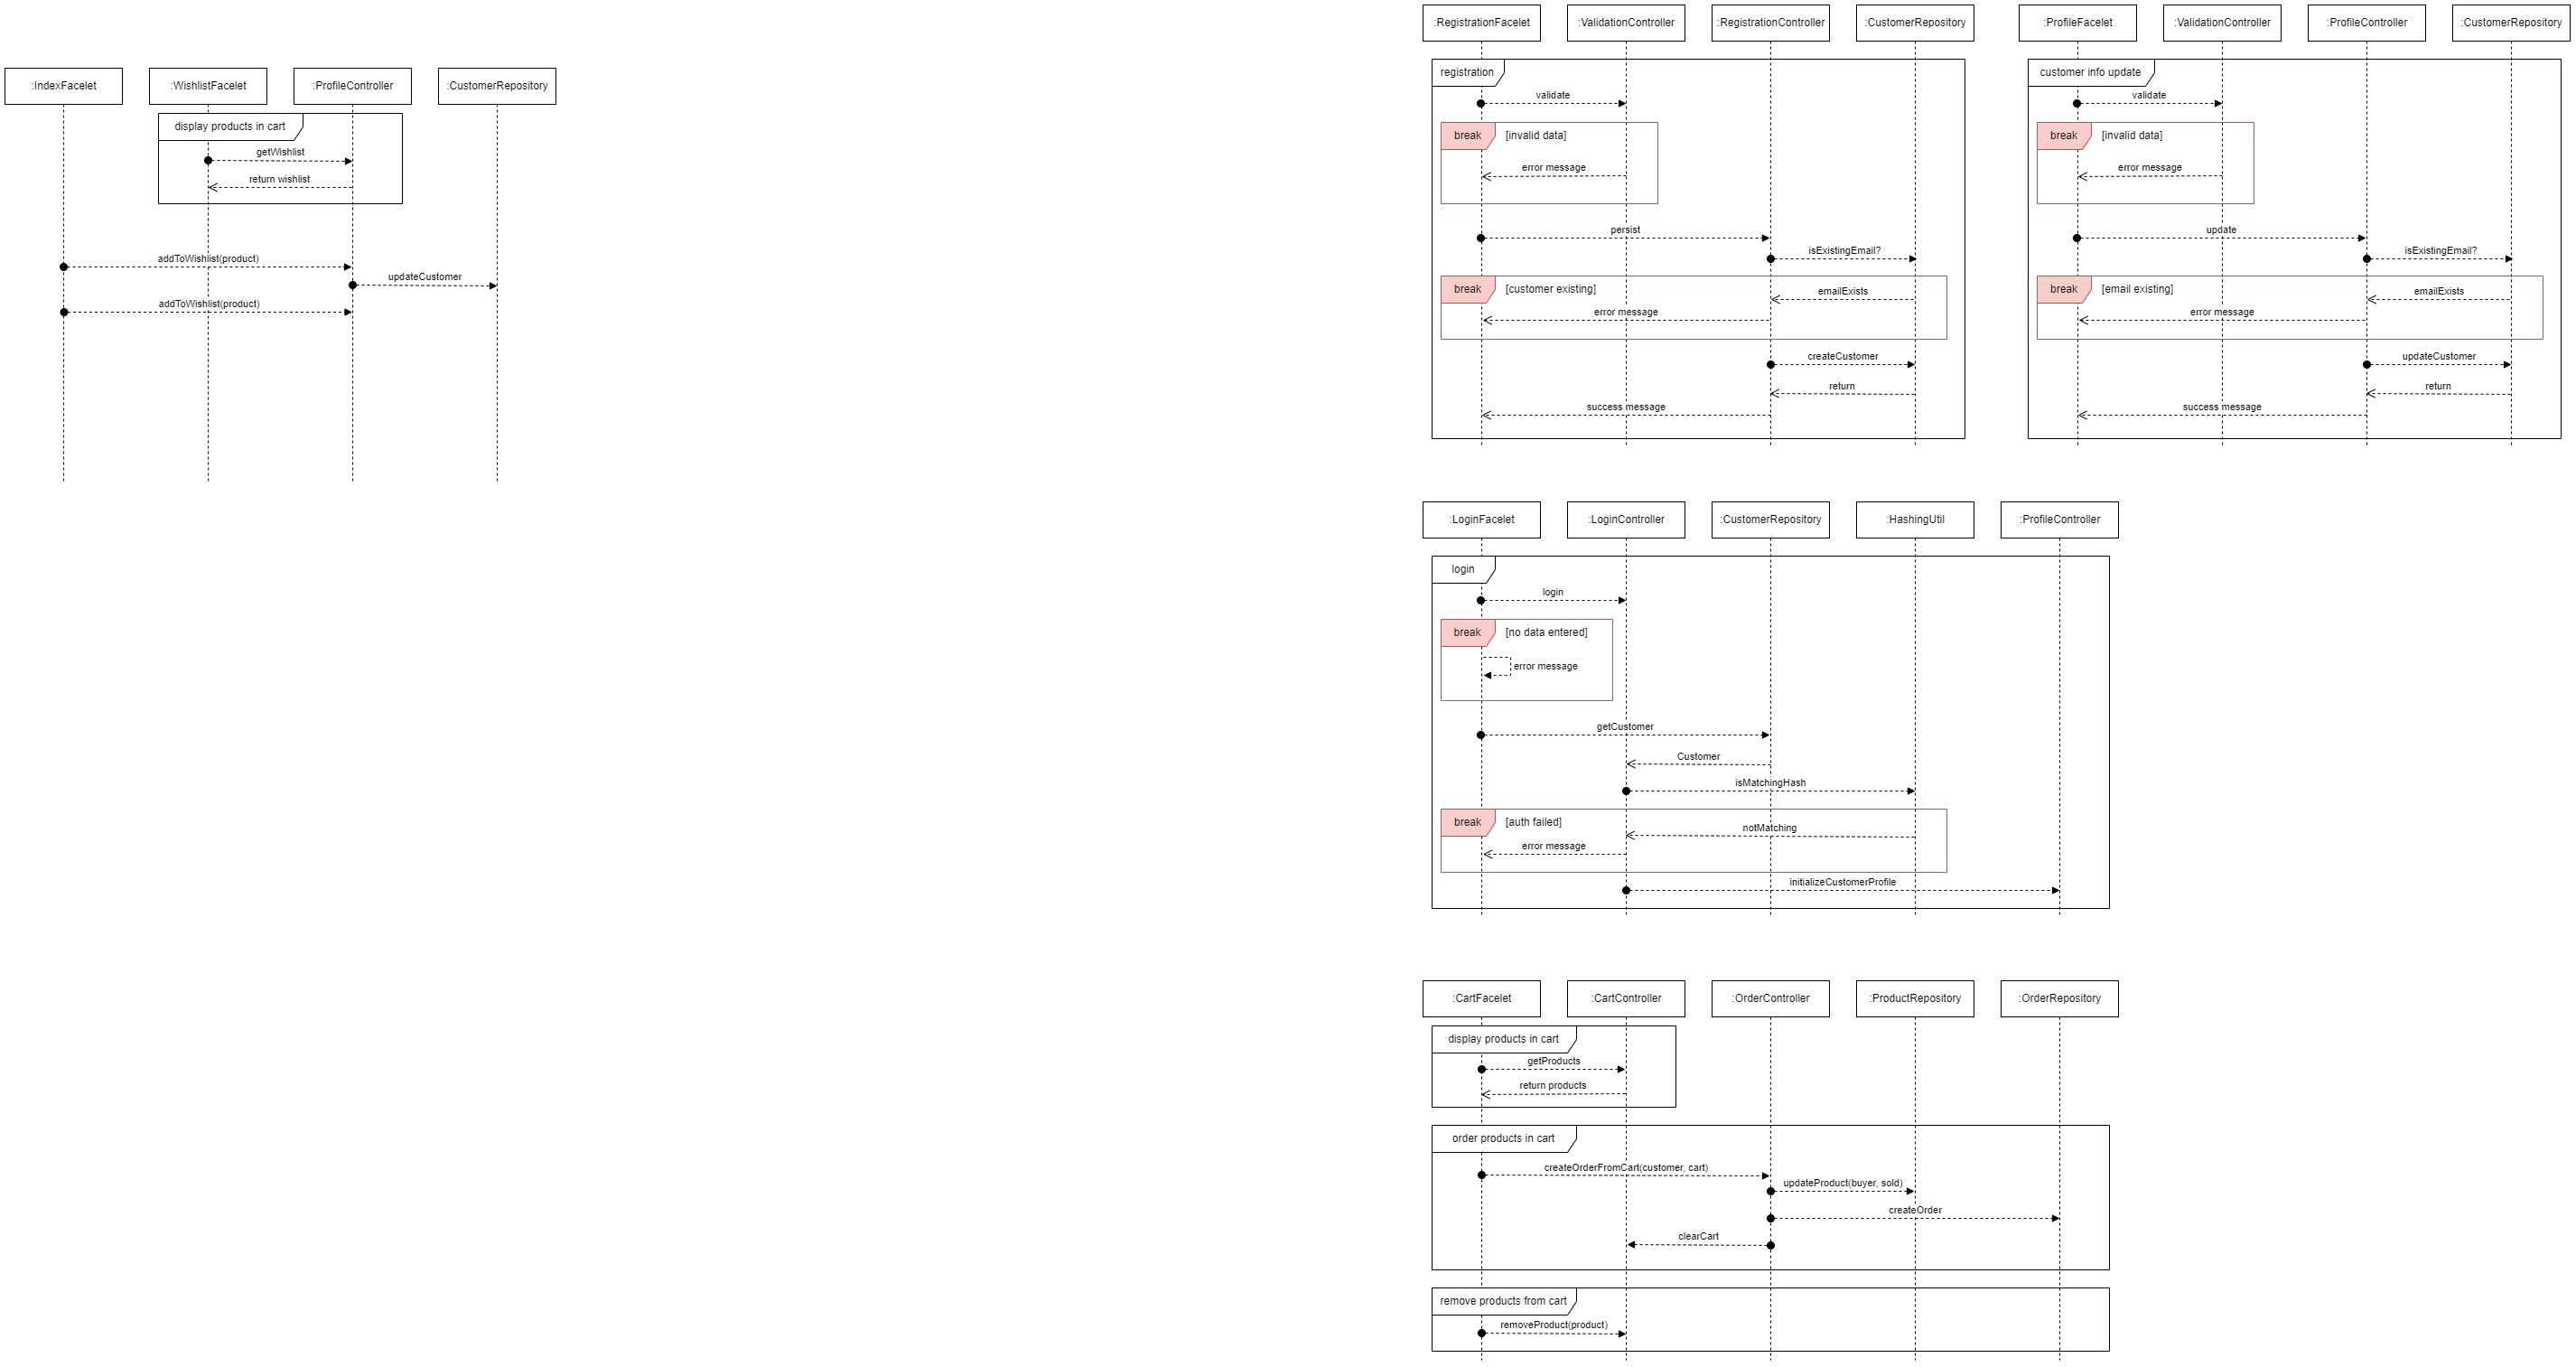 :IndexFacelet
:WishlistFacelet
:ProfileController
:CustomerRepository
display products in cart
getWishlist
return wishlist
addToWishlist(product)
updateCustomer
addToWishlist(product)
:RegistrationFacelet
:ValidationController
:RegistrationController
:CustomerRepository
registration
validate
break
[invalid data]
error message
persist
isExistingEmail?
break
[customer existing]
emailExists
error message
createCustomer
return
success message
:ProfileFacelet
:ValidationController
:ProfileController
:CustomerRepository
customer info update
validate
break
[invalid data]
error message
update
isExistingEmail?
break
[email existing]
emailExists
error message
updateCustomer
return
success message
:LoginFacelet
:LoginController
:CustomerRepository
:HashingUtil
:ProfileController
login
login
break
[no data entered]
error message
getCustomer
Customer
isMatchingHash
break
[auth failed]
notMatching
error message
initializeCustomerProfile
:CartFacelet
:CartController
:OrderController
:ProductRepository
:OrderRepository
display products in cart
getProducts
return products
order products in cart
createOrderFromCart(customer, cart)
updateProduct(buyer, sold)
createOrder
clearCart
remove products from cart
removeProduct(product)